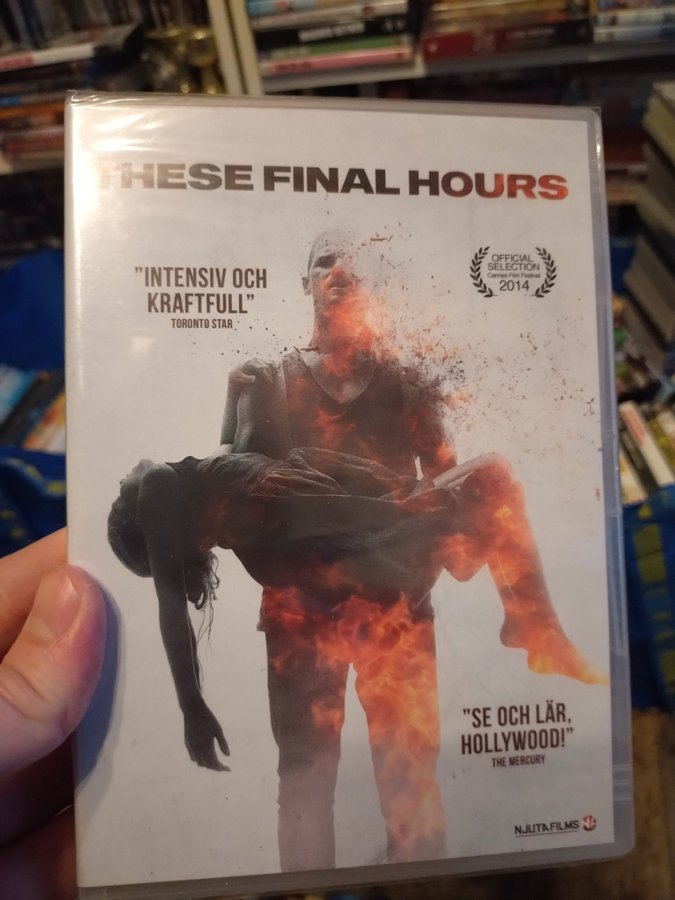 THESE FINAL HOURS
"INTENSIV OCH
KRAFTFULL"
TORONTO STAR
OFFICIAL
SELECTION
Cannes Film Festival
2014
"SE OCH LÄR,
HOLLYWOOD!"
THE MERCURY
NJUTAFILMS